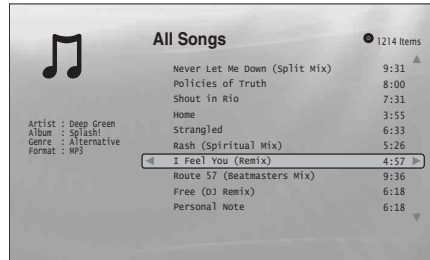 All Songs
1214 Items
Never Let Me Down (Split Mix) 9:31
Policies of Truth 8:00
Shout in Rio 7:31
Home 3:55
Strangled 6:33
Rash (Spiritual Mix) 5:26
I Feel You (Remix) 4:57
Route 57 (Beatmasters Mix) 9:36
Free (DJ Remix) 6:18
Personal Note 6:18
Artist : Deep Green
Album : Splash!
Genre : Alternative
Format : MP3